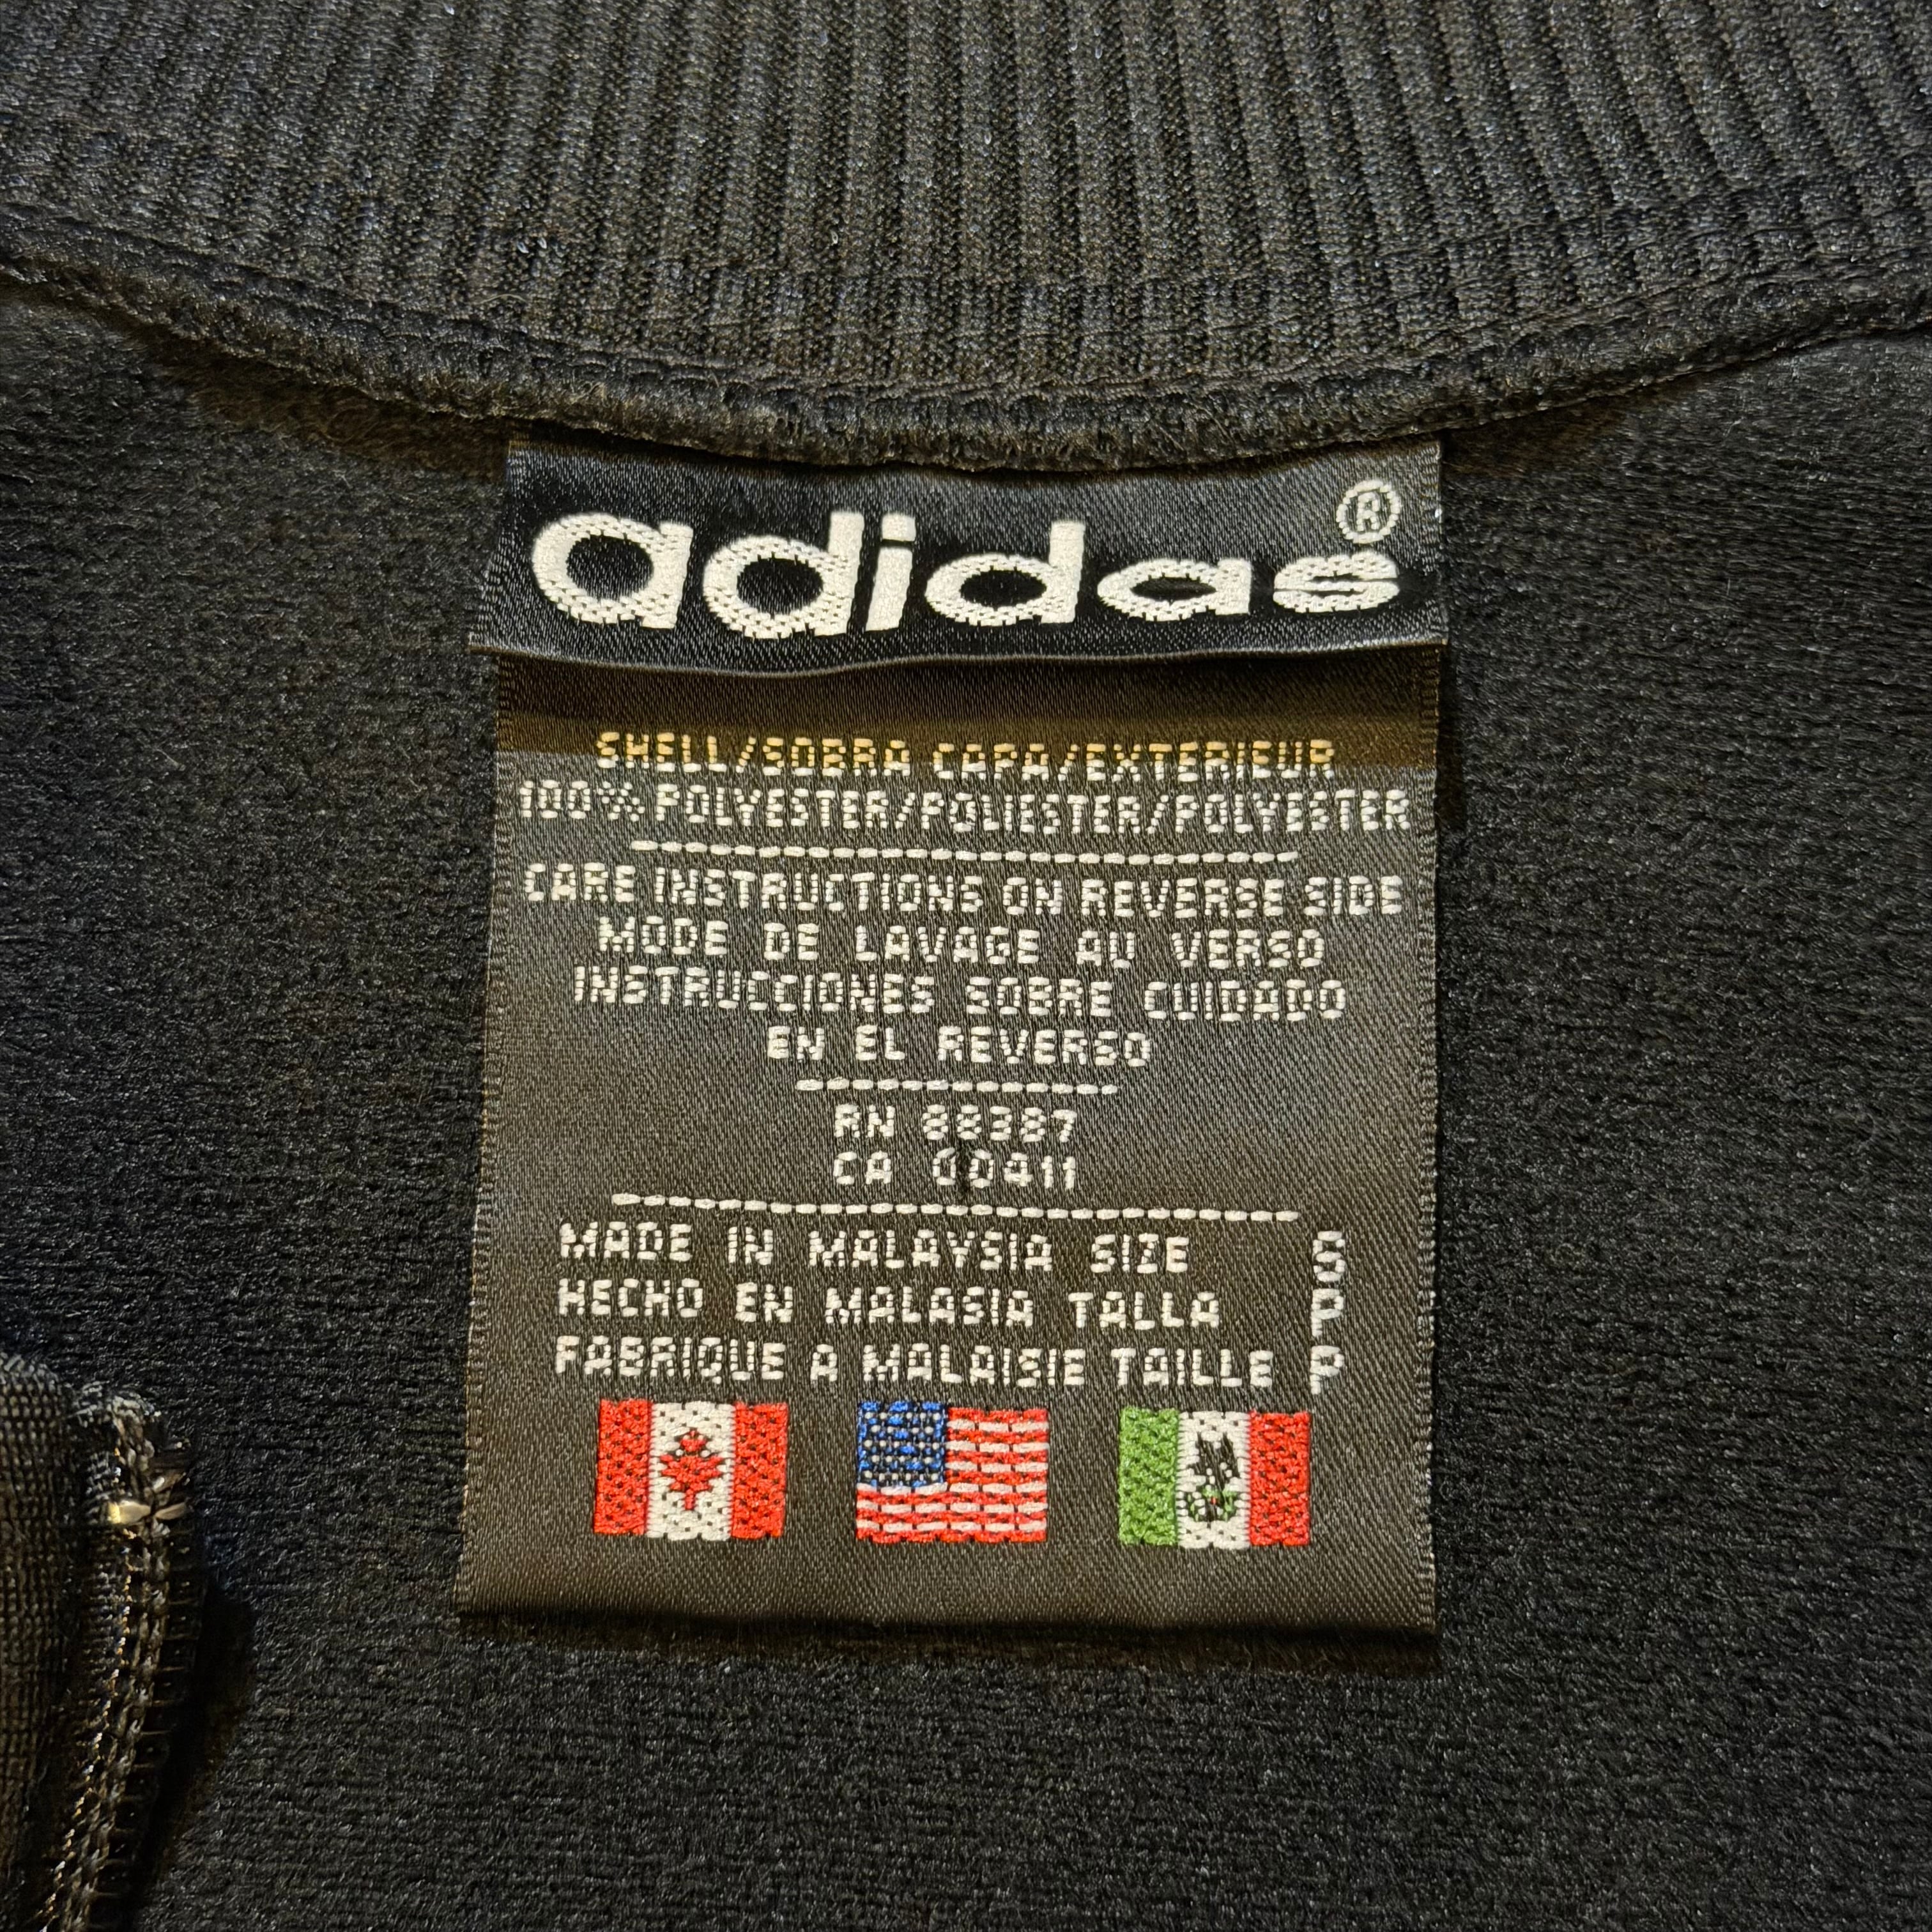 adidas®
SHELL/SOBRA CAPA/EXTERIEUR
100% POLYESTER/POLIESTER/POLYESTER
CARE INSTRUCTIONS ON REVERSE SIDE
MODE DE LAVAGE AU VERSO
INSTRUCCIONES SOBRE CUIDADO
EN EL REVERSO
RN 88387
CA 00411
MADE IN MALAYSIA SIZE S
HECHO EN MALASIA TALLA P
FABRIQUE A MALAISIE TAILLE P